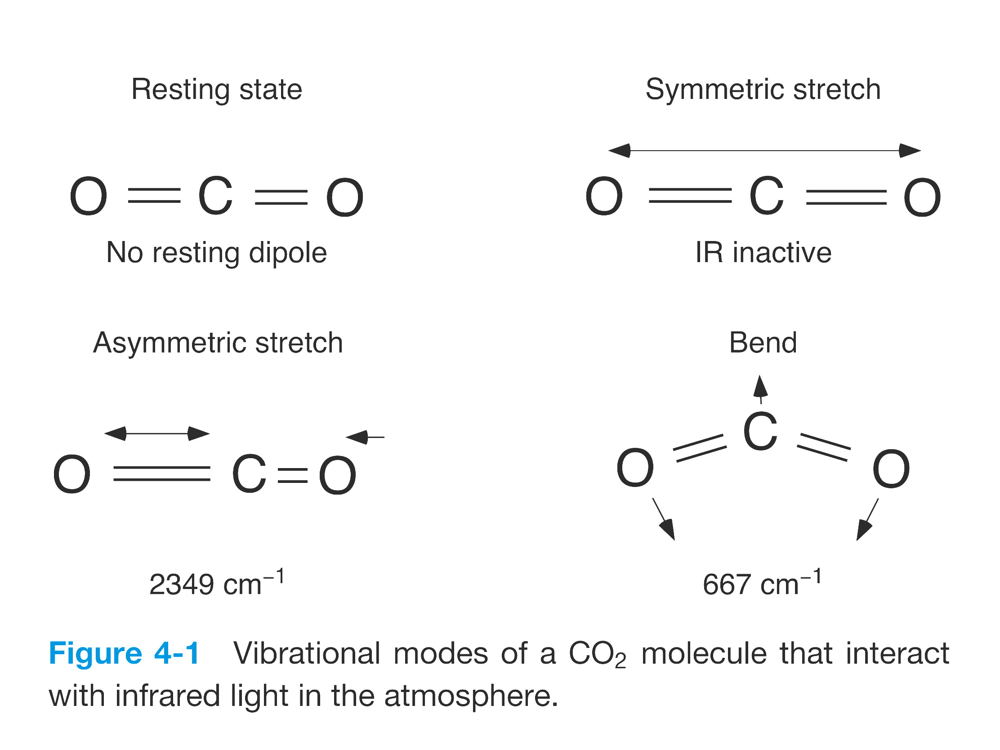 Resting state
Symmetric stretch
O = C = O
O = C = O
No resting dipole
IR inactive
Asymmetric stretch
Bend
O = C = O
O = C = O
2349 cm⁻¹
667 cm⁻¹
Figure 4-1 Vibrational modes of a CO₂ molecule that interact
with infrared light in the atmosphere.